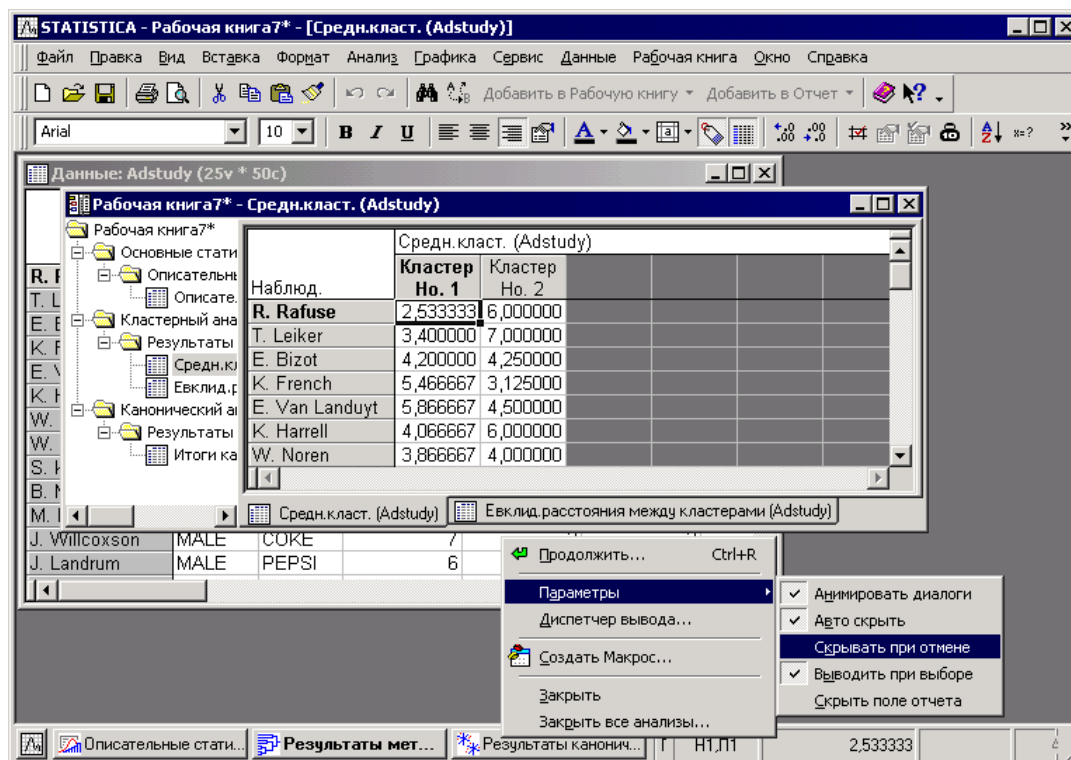 STATISTICA - Рабочая книга7* - [Средн.класт. (Adstudy)]
Файл Правка Вид Вставка Формат Анализ Графика Сервис Данные Рабочая книга Окно Справка
Добавить в Рабочую книгу Добавить в Отчет
Arial 10 B I U A x=?
Данные: Adstudy (25v * 50c)
Рабочая книга7* - Средн.класт. (Adstudy)
Рабочая книга7*
Основные стати
Описательнь
Описате.
Кластерный ана
Результаты
Средн.кл
Евклид.р
Канонический а
Результаты
Итоги ка
Средн.класт. (Adstudy)
Наблюд. Кластер Но. 1 Кластер Но. 2
R. Rafuse 2,533333 6,000000
T. Leiker 3,400000 7,000000
E. Bizot 4,200000 4,250000
K. French 5,466667 3,125000
E. Van Landuyt 5,866667 4,500000
K. Harrell 4,066667 6,000000
W. Noren 3,866667 4,000000
Средн.класт. (Adstudy) Евклид.расстояния между кластерами (Adstudy)
R.
T. L
E.
K.
E.
K.
W.
W.
S.
B.
M.
J. Willcoxson MALE COKE 7
J. Landrum MALE PEPSI 6
Продолжить... Ctrl+R
Параметры
Диспетчер вывода...
Создать Макрос...
Закрыть
Закрыть все анализы...
Анимировать диалоги
Авто скрыть
Скрывать при отмене
Выводить при выборе
Скрыть поле отчета
Описательные стати... Результаты мет... Результаты канонич... Н1,П1 2,533333